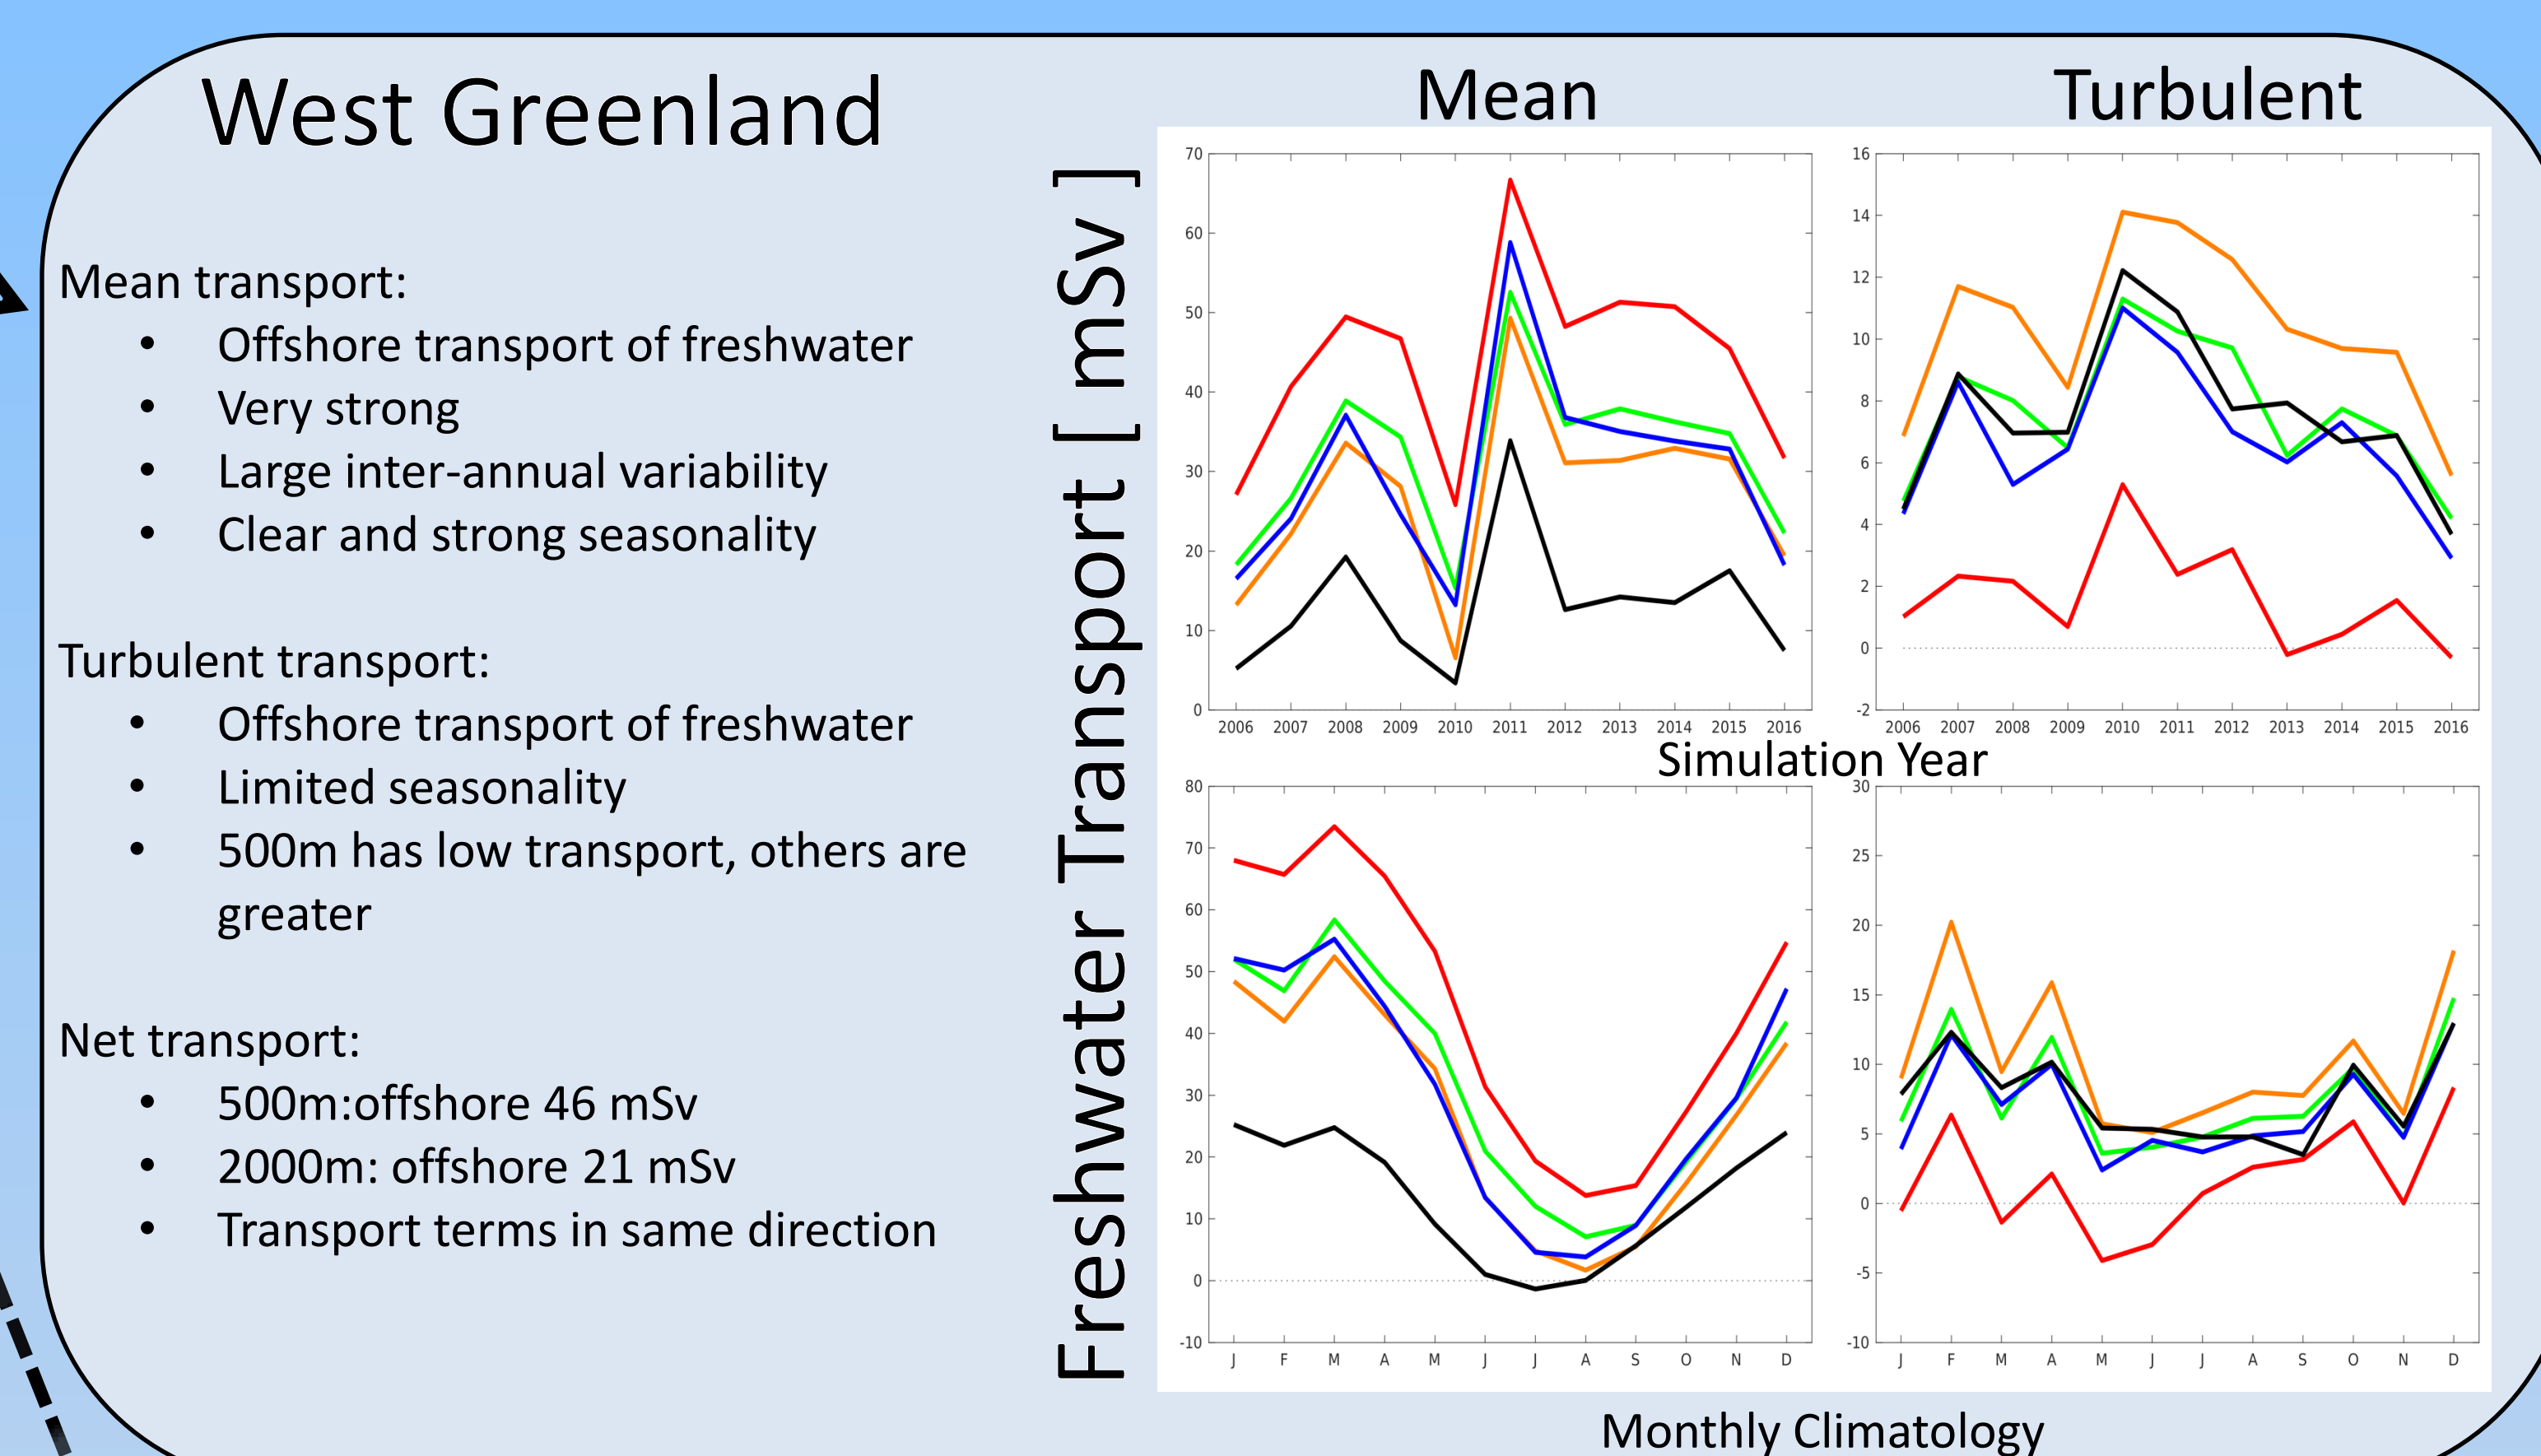 West Greenland
Mean transport:
• Offshore transport of freshwater
• Very strong
• Large inter-annual variability
• Clear and strong seasonality
Turbulent transport:
• Offshore transport of freshwater
• Limited seasonality
• 500m has low transport, others are
greater
Net transport:
• 500m:offshore 46 mSv
• 2000m: offshore 21 mSv
• Transport terms in same direction
Freshwater Transport [ mSv ]
Mean
70
60
50
40
30
20
10
0
2006 2007 2008 2009 2010 2011 2012 2013 2014 2015 2016
Turbulent
16
14
12
10
8
6
4
2
0
-2
2006 2007 2008 2009 2010 2011 2012 2013 2014 2015 2016
Simulation Year
80
70
60
50
40
30
20
10
0
-10
J F M A M J J A S O N D
30
25
20
15
10
5
0
-5
-10
J F M A M J J A S O N D
Monthly Climatology